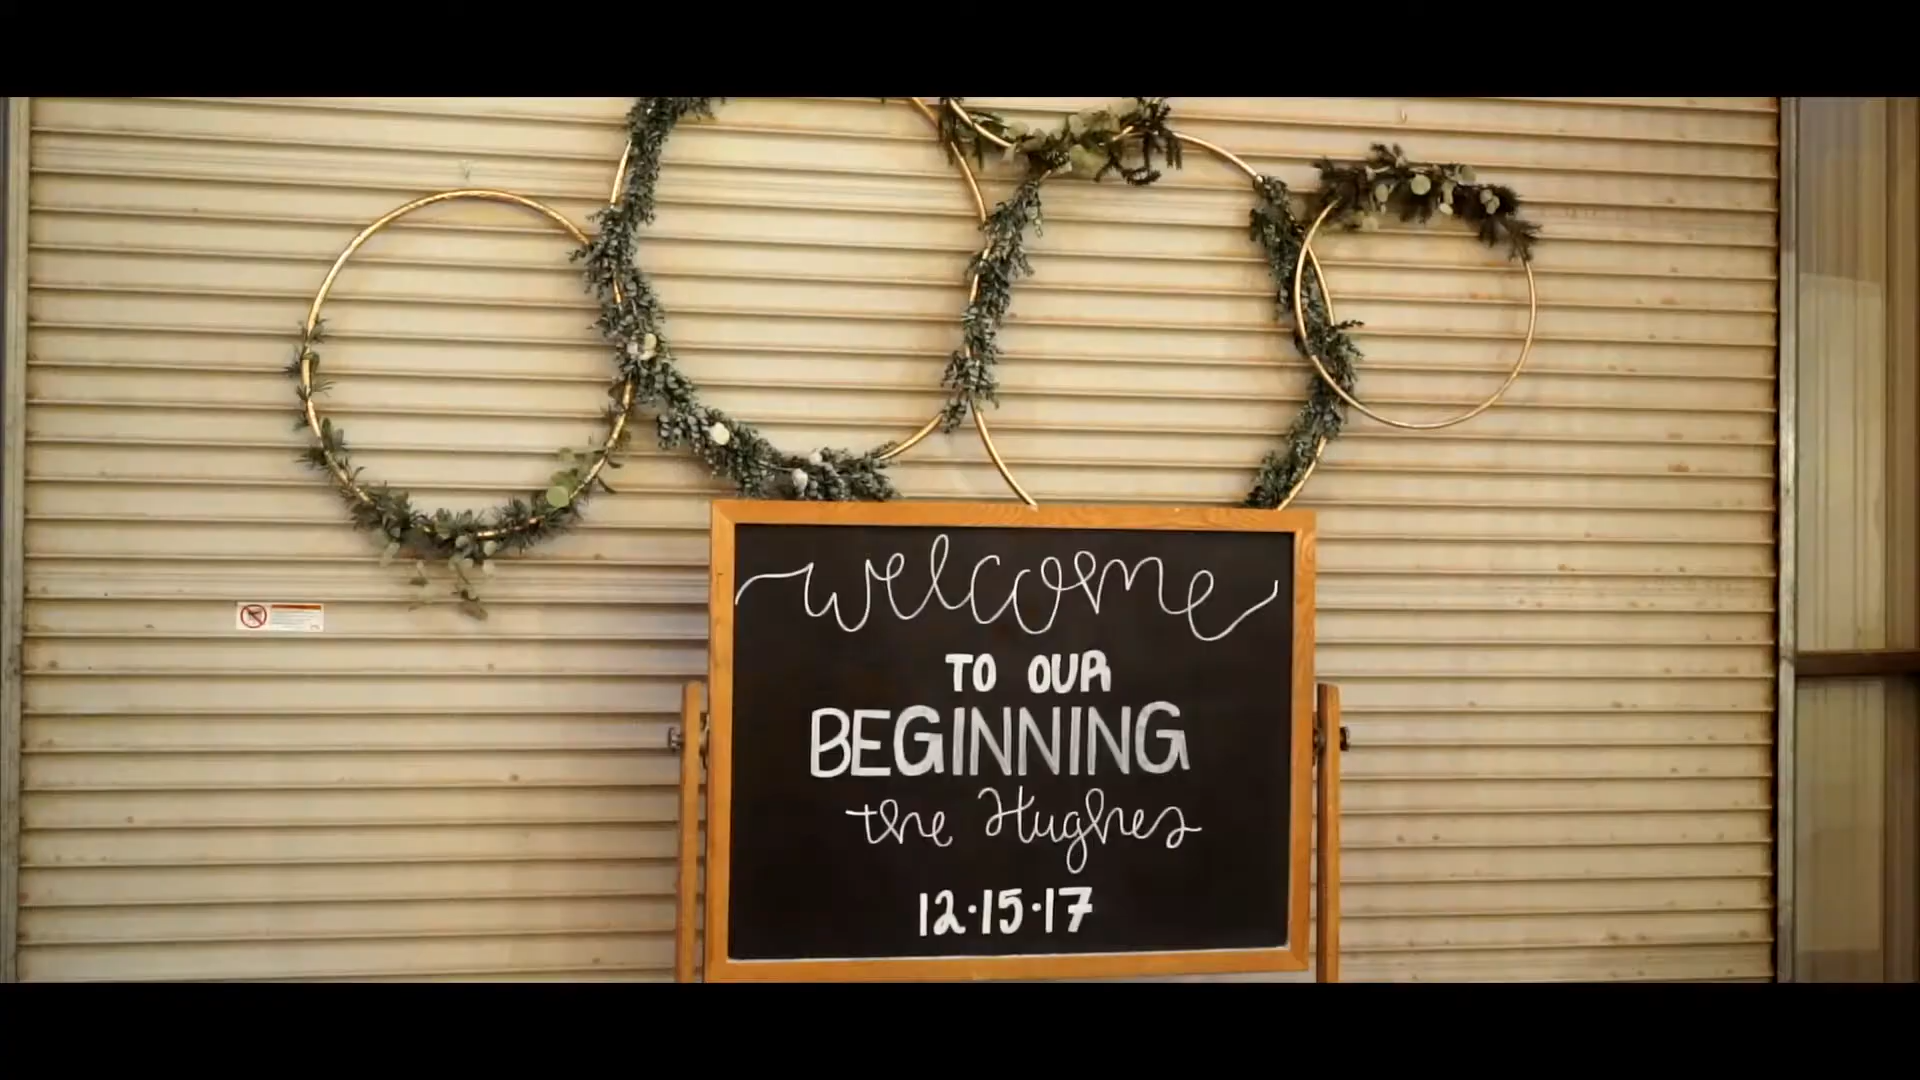 welcome
TO OUR
BEGINNING
the Hughes
12.15.17